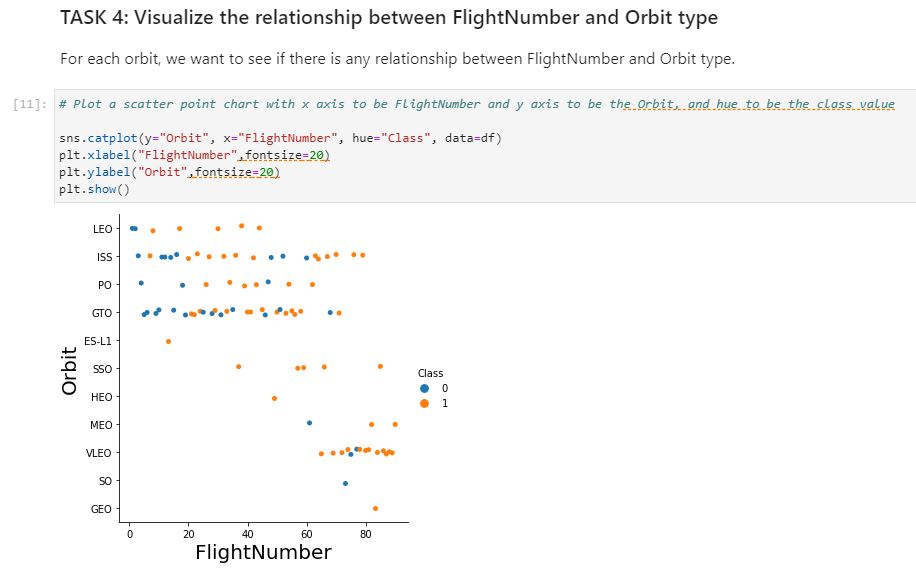 TASK 4: Visualize the relationship between FlightNumber and Orbit type
For each orbit, we want to see if there is any relationship between FlightNumber and Orbit type.
[11]: # Plot a scatter point chart with x axis to be FlightNumber and y axis to be the Orbit, and hue to be the class value
sns.catplot(y="Orbit", x="FlightNumber", hue="Class", data=df)
plt.xlabel("FlightNumber",fontsize=20)
plt.ylabel("Orbit",fontsize=20)
plt.show()
LEO
ISS
PO
GTO
ES-L1
SSO
HEO
MEO
VLEO
SO
GEO
Orbit
Class
0
1
0 20 40 60 80
FlightNumber